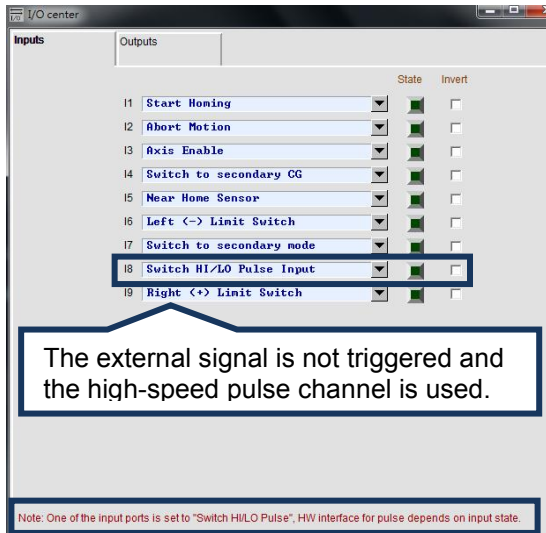 I/O center
Inputs
Outputs
State Invert
I1 Start Homing
I2 Abort Motion
I3 Axis Enable
I4 Switch to secondary CG
I5 Near Home Sensor
I6 Left (-) Limit Switch
I7 Switch to secondary mode
I8 Switch HI/LO Pulse Input
I9 Right (+) Limit Switch
The external signal is not triggered and
the high-speed pulse channel is used.
Note: One of the input ports is set to "Switch HI/LO Pulse", HW interface for pulse depends on input state.